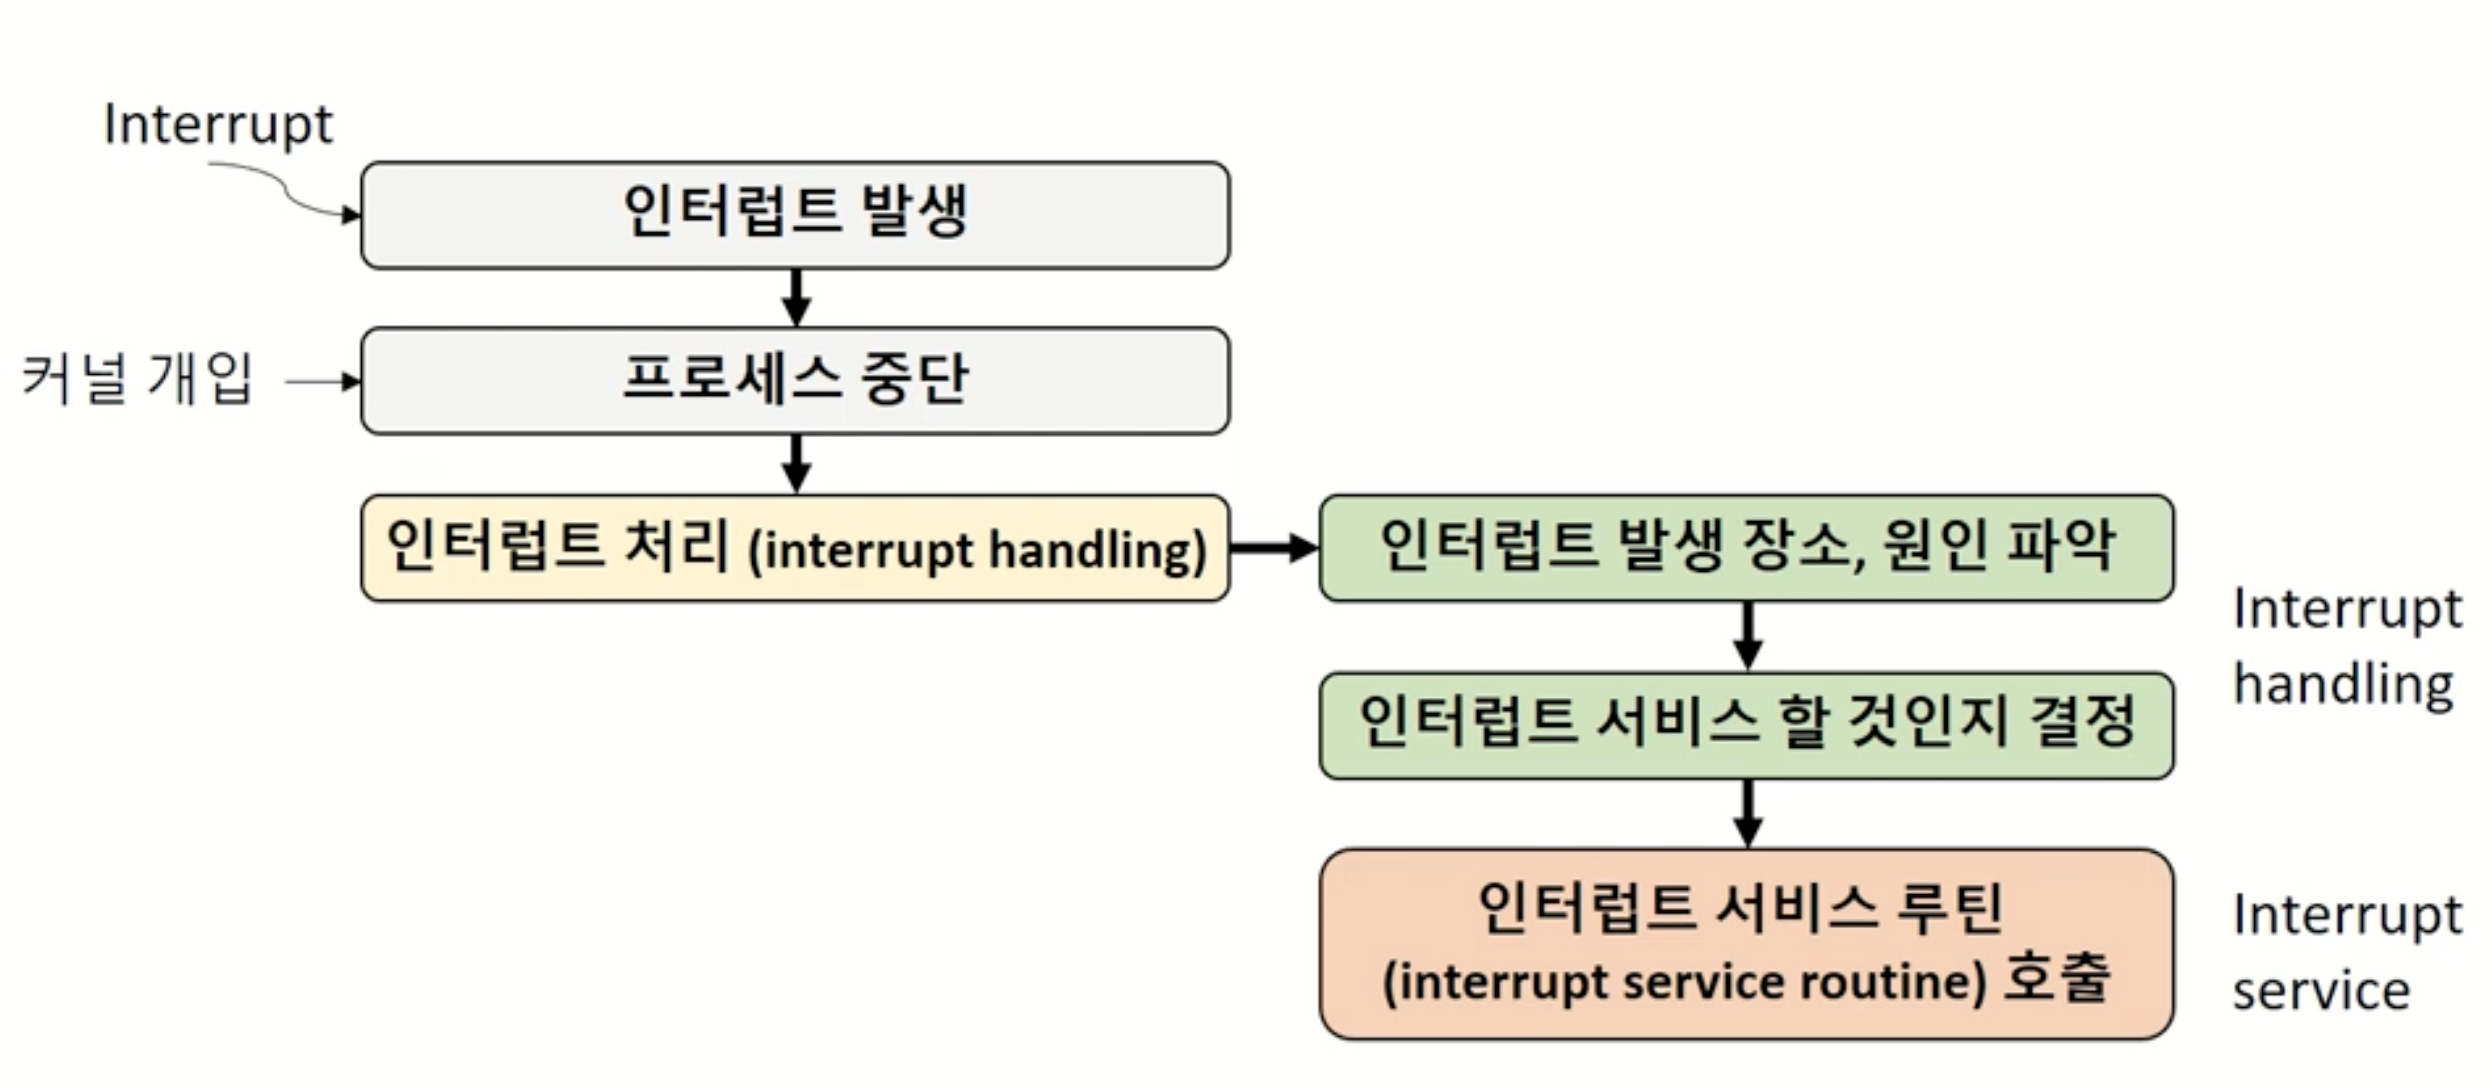 Interrupt
인터럽트 발생
커널 개입
프로세스 중단
인터럽트 처리 (interrupt handling)
인터럽트 발생 장소, 원인 파악
Interrupt
handling
인터럽트 서비스 할 것인지 결정
인터럽트 서비스 루틴
(interrupt service routine) 호출
Interrupt
service